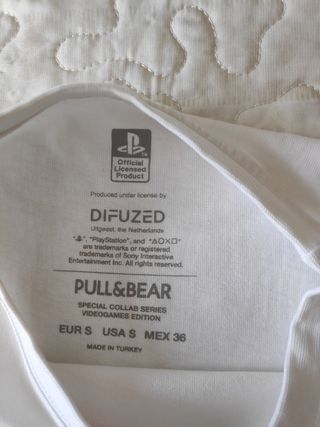 Official
Licensed
Product
Produced under license by
DIFUZED
Uitgeest, the Netherlands
" ", "PlayStation", and "△O✕□"
are trademarks or registered
trademarks of Sony Interactive
Entertainment Inc. All rights reserved.
PULL&BEAR
SPECIAL COLLAB SERIES
VIDEOGAMES EDITION
EUR S USA S MEX 36
MADE IN TURKEY